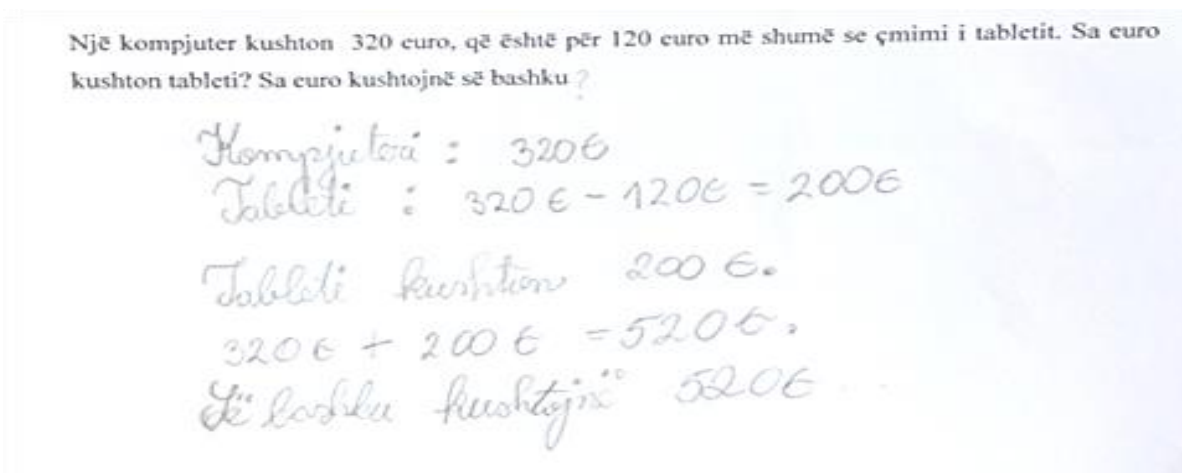 Një kompjuter kushton 320 euro, që është për 120 euro më shumë se çmimi i tabletit. Sa euro
kushton tableti? Sa euro kushtojnë së bashku ?
Kompjuteri : 320€
Tableti : 320 € - 120€ = 200€
Tableti kushton 200 €.
320€ + 200 € = 520€.
Së bashku kushtojnë 520€